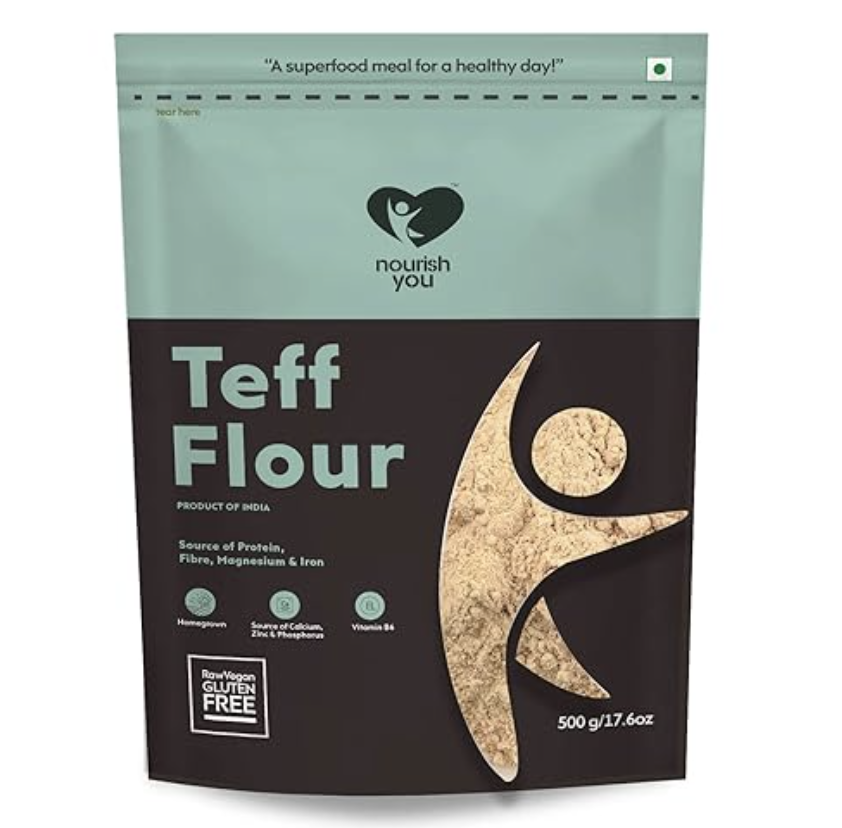 "A superfood meal for a healthy day!"
tear here
TM
nourish
you
Teff
Flour
PRODUCT OF INDIA
Source of Protein,
Fibre, Magnesium & Iron
Homegrown
Source of Calcium,
Zinc & Phosphorus
Vitamin B6
Raw Vegan
GLUTEN
FREE
500 g/17.6oz